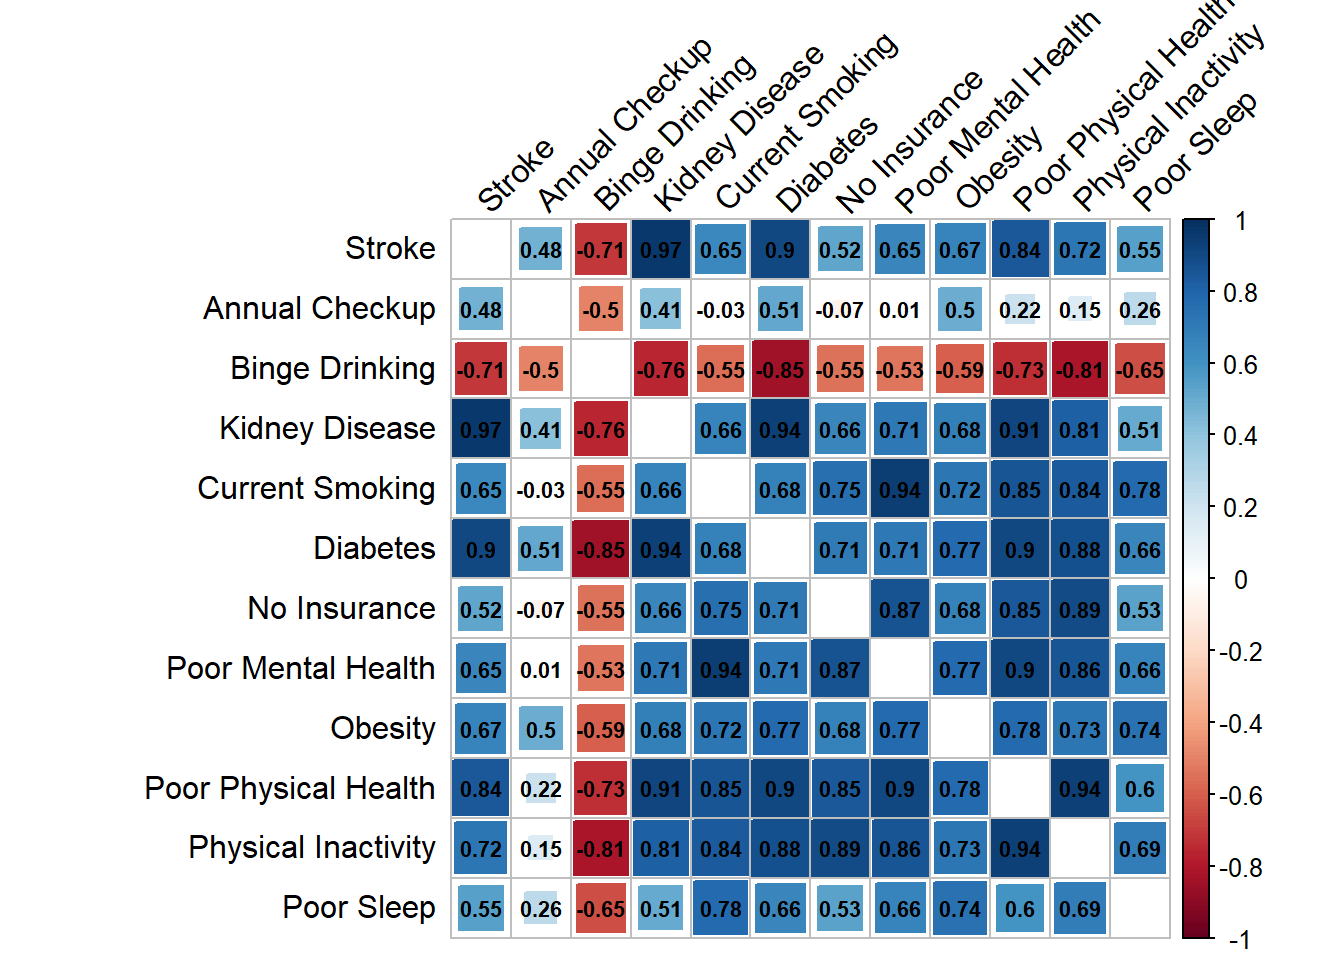 Stroke
Annual Checkup
Binge Drinking
Kidney Disease
Current Smoking
Diabetes
No Insurance
Poor Mental Health
Obesity
Poor Physical Health
Physical Inactivity
Poor Sleep
Stroke 0.48 -0.71 0.97 0.65 0.9 0.52 0.65 0.67 0.84 0.72 0.55
Annual Checkup 0.48 -0.5 0.41 -0.03 0.51 -0.07 0.01 0.5 0.22 0.15 0.26
Binge Drinking -0.71 -0.5 -0.76 -0.55 -0.85 -0.55 -0.53 -0.59 -0.73 -0.81 -0.65
Kidney Disease 0.97 0.41 -0.76 0.66 0.94 0.66 0.71 0.68 0.91 0.81 0.51
Current Smoking 0.65 -0.03 -0.55 0.66 0.68 0.75 0.94 0.72 0.85 0.84 0.78
Diabetes 0.9 0.51 -0.85 0.94 0.68 0.71 0.71 0.77 0.9 0.88 0.66
No Insurance 0.52 -0.07 -0.55 0.66 0.75 0.71 0.87 0.68 0.85 0.89 0.53
Poor Mental Health 0.65 0.01 -0.53 0.71 0.94 0.71 0.87 0.77 0.9 0.86 0.66
Obesity 0.67 0.5 -0.59 0.68 0.72 0.77 0.68 0.77 0.78 0.73 0.74
Poor Physical Health 0.84 0.22 -0.73 0.91 0.85 0.9 0.85 0.9 0.78 0.94 0.6
Physical Inactivity 0.72 0.15 -0.81 0.81 0.84 0.88 0.89 0.86 0.73 0.94 0.69
Poor Sleep 0.55 0.26 -0.65 0.51 0.78 0.66 0.53 0.66 0.74 0.6 0.69
1
0.8
0.6
0.4
0.2
0
-0.2
-0.4
-0.6
-0.8
-1